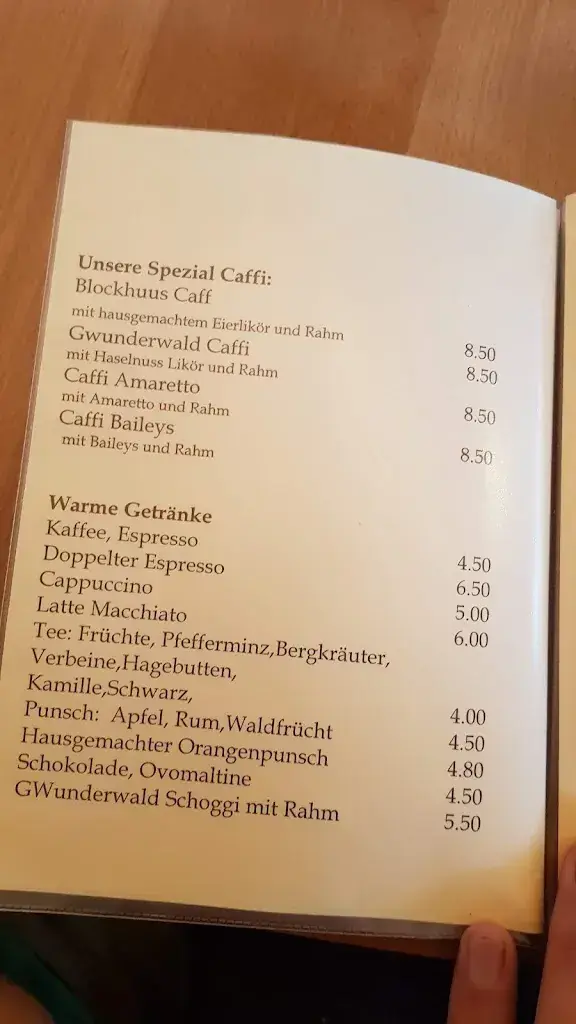 Unsere Spezial Caffi:
Blockhuus Caff
mit hausgemachtem Eierlikör und Rahm 8.50
Gwunderwald Caffi 8.50
mit Haselnuss Likör und Rahm
Caffi Amaretto 8.50
mit Amaretto und Rahm
Caffi Baileys 8.50
mit Baileys und Rahm
Warme Getränke
Kaffee, Espresso 4.50
Doppelter Espresso 6.50
Cappuccino 5.00
Latte Macchiato 6.00
Tee: Früchte, Pfefferminz,Bergkräuter,
Verbeine,Hagebutten,
Kamille,Schwarz, 4.00
Punsch: Apfel, Rum,Waldfrücht 4.50
Hausgemachter Orangenpunsch 4.80
Schokolade, Ovomaltine 4.50
GWunderwald Schoggi mit Rahm 5.50